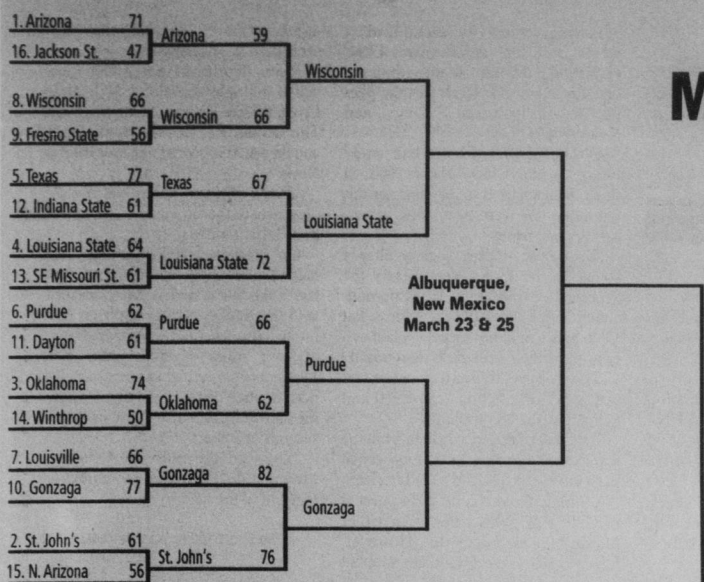 1. Arizona 71
16. Jackson St. 47
8. Wisconsin 66
9. Fresno State 56
5. Texas 77
12. Indiana State 61
4. Louisiana State 64
13. SE Missouri St. 61
6. Purdue 62
11. Dayton 61
3. Oklahoma 74
14. Winthrop 50
7. Louisville 66
10. Gonzaga 77
2. St. John's 61
15. N. Arizona 56
Arizona 59
Wisconsin 66
Texas 67
Louisiana State 72
Purdue 66
Oklahoma 62
Gonzaga 82
St. John's 76
Wisconsin
Louisiana State
Purdue
Gonzaga
Albuquerque,
New Mexico
March 23 & 25
M